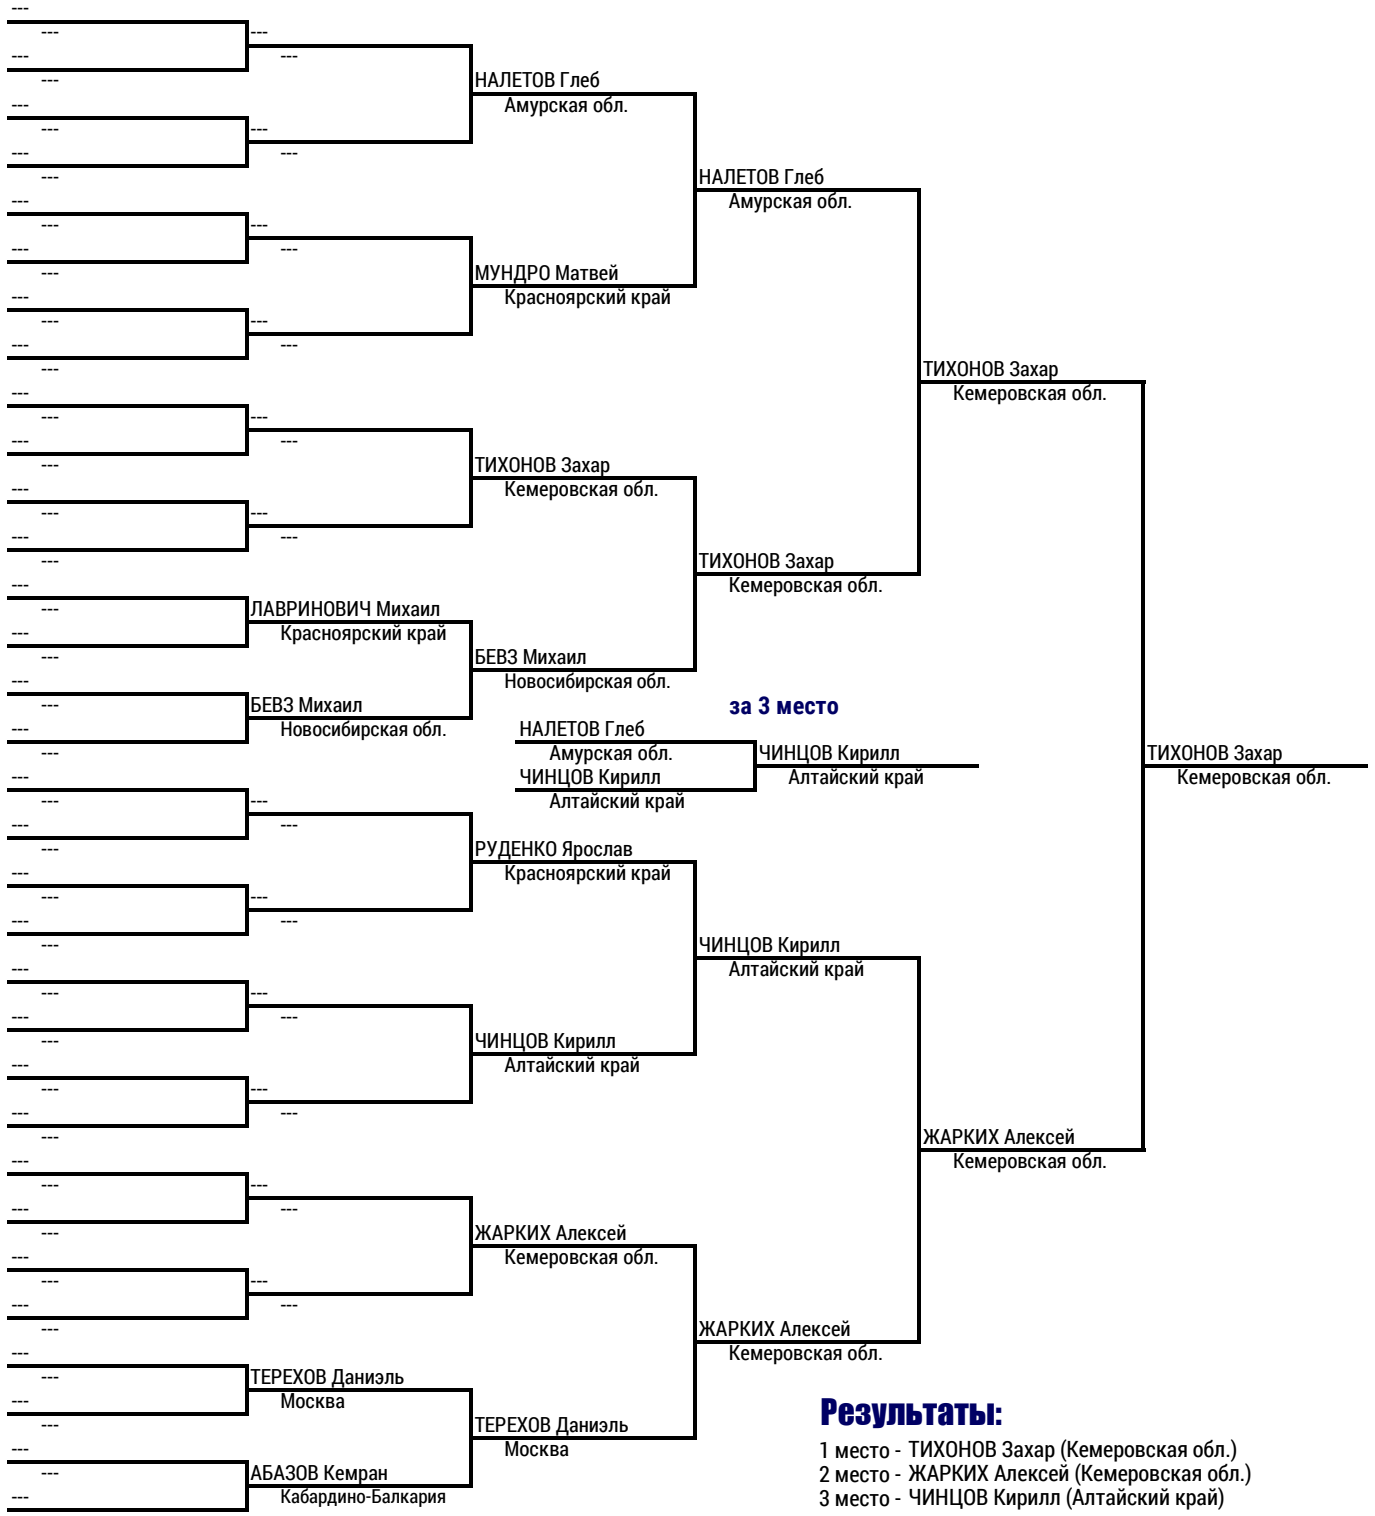 ---
---
---
---
---
---
НАЛЕТОВ Глеб
Амурская обл.
---
---
---
---
---
---
НАЛЕТОВ Глеб
Амурская обл.
---
---
---
---
---
---
МУНДРО Матвей
Красноярский край
---
---
---
---
---
---
ТИХОНОВ Захар
Кемеровская обл.
---
---
---
---
---
---
ТИХОНОВ Захар
Кемеровская обл.
---
---
---
---
---
---
ТИХОНОВ Захар
Кемеровская обл.
---
---
ЛАВРИНОВИЧ Михаил
Красноярский край
---
---
БЕВЗ Михаил
Новосибирская обл.
---
---
БЕВЗ Михаил
Новосибирская обл.
---
---
за 3 место
НАЛЕТОВ Глеб
Амурская обл.
ЧИНЦОВ Кирилл
Алтайский край
ЧИНЦОВ Кирилл
Алтайский край
ТИХОНОВ Захар
Кемеровская обл.
---
---
---
---
---
---
РУДЕНКО Ярослав
Красноярский край
---
---
---
---
---
---
ЧИНЦОВ Кирилл
Алтайский край
---
---
---
---
---
---
ЧИНЦОВ Кирилл
Алтайский край
---
---
---
---
---
---
ЖАРКИХ Алексей
Кемеровская обл.
---
---
---
---
---
---
ЖАРКИХ Алексей
Кемеровская обл.
---
---
---
---
---
---
ЖАРКИХ Алексей
Кемеровская обл.
---
---
ТЕРЕХОВ Даниэль
Москва
---
---
ТЕРЕХОВ Даниэль
Москва
---
---
АБАЗОВ Кемран
Кабардино-Балкария
---
Результаты:
1 место - ТИХОНОВ Захар (Кемеровская обл.)
2 место - ЖАРКИХ Алексей (Кемеровская обл.)
3 место - ЧИНЦОВ Кирилл (Алтайский край)